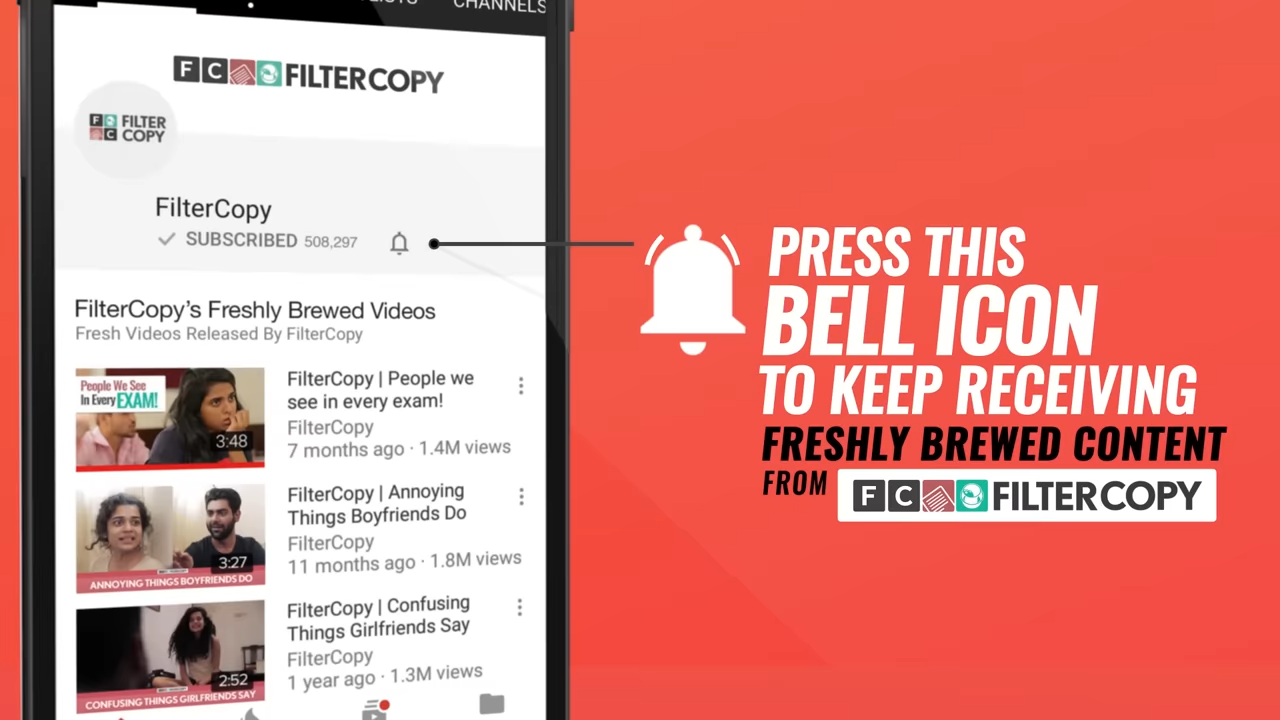 CHANNELS
FC FILTERCOPY
FC FILTER
COPY
FilterCopy
SUBSCRIBED 508,297
FilterCopy's Freshly Brewed Videos
Fresh Videos Released By FilterCopy
People We See
In Every EXAM!
3:48
FilterCopy | People we
see in every exam!
FilterCopy
7 months ago · 1.4M views
3:27
ANNOYING THINGS BOYFRIENDS DO
FilterCopy | Annoying
Things Boyfriends Do
FilterCopy
11 months ago · 1.8M views
2:52
CONFUSING THINGS GIRLFRIENDS SAY
FilterCopy | Confusing
Things Girlfriends Say
FilterCopy
1 year ago · 1.3M views
PRESS THIS
BELL ICON
TO KEEP RECEIVING
FRESHLY BREWED CONTENT
FROM FC FILTERCOPY